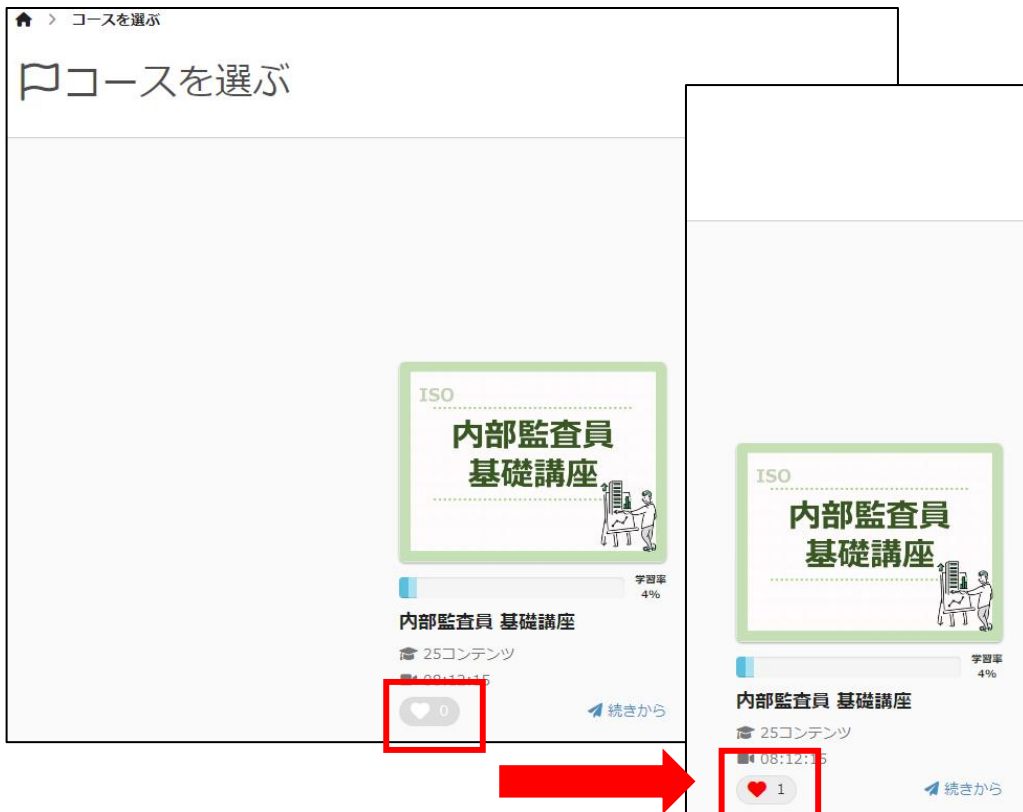 コースを選ぶ
コースを選ぶ
ISO
内部監査員
基礎講座
学習率
4%
内部監査員 基礎講座
25コンテンツ
08:12:15
0
続きから
ISO
内部監査員
基礎講座
学習率
4%
内部監査員 基礎講座
25コンテンツ
08:12:15
1
続きから